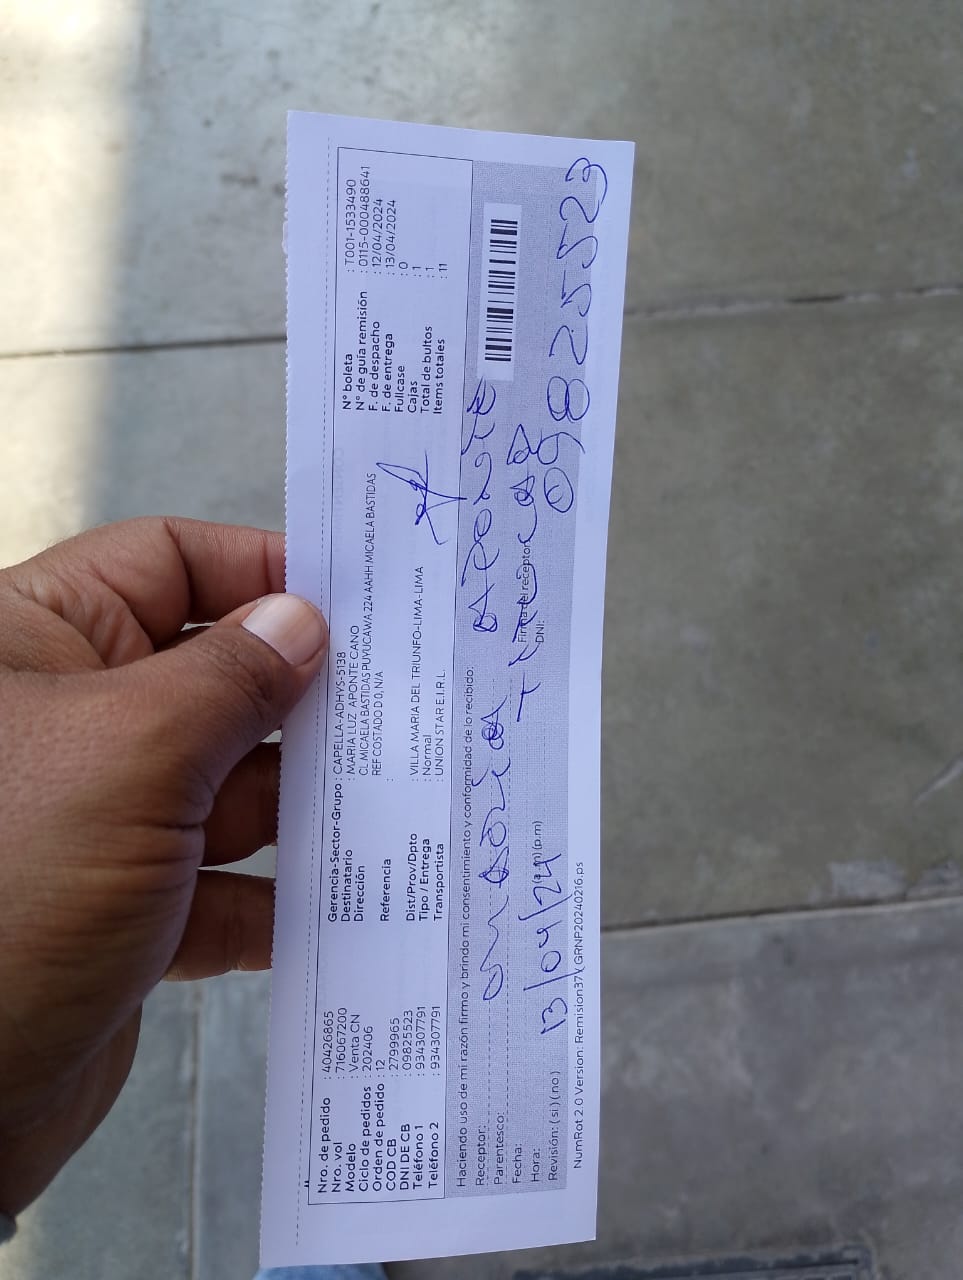 Nro. de pedido : 40426865
Nro. vol : 716067200
Modelo : Venta CN
Ciclo de pedidos : 202406
Orden de pedido : 12
COD CB : 2799965
DNI DE CB : 09825523
Teléfono 1 : 934307791
Teléfono 2 : 934307791
Gerencia-Sector-Grupo : CAPELLA-ADHYS-5138
Destinatario : MARIA LUZ APONTE CANO
Dirección : CL MICAELA BASTIDAS PUYUCAWA 224 AAHH MICAELA BASTIDAS
REF COSTADO D 0, N/A
Referencia :
Dist/Prov/Dpto : VILLA MARIA DEL TRIUNFO-LIMA-LIMA
Tipo / Entrega : Normal
Transportista : UNION STAR E.I.R.L.
N° boleta : T001-1533490
N° de guía remisión : 0115-000488641
F. de despacho : 12/04/2024
F. de entrega : 13/04/2024
Fullcase : 0
Cajas : 1
Total de bultos : 1
Items totales : 11
Haciendo uso de mi razón firmo y brindo mi consentimiento y conformidad de lo recibido:
Receptor: maria aponte
Parentesco:
Fecha: 13/04/24
Hora: (a.m) (p.m)
Revisión: ( si ) ( no )
Firma del receptor
DNI: 09825523
NumRot 2 0 Version: Remision37V GRNP20240216.ps